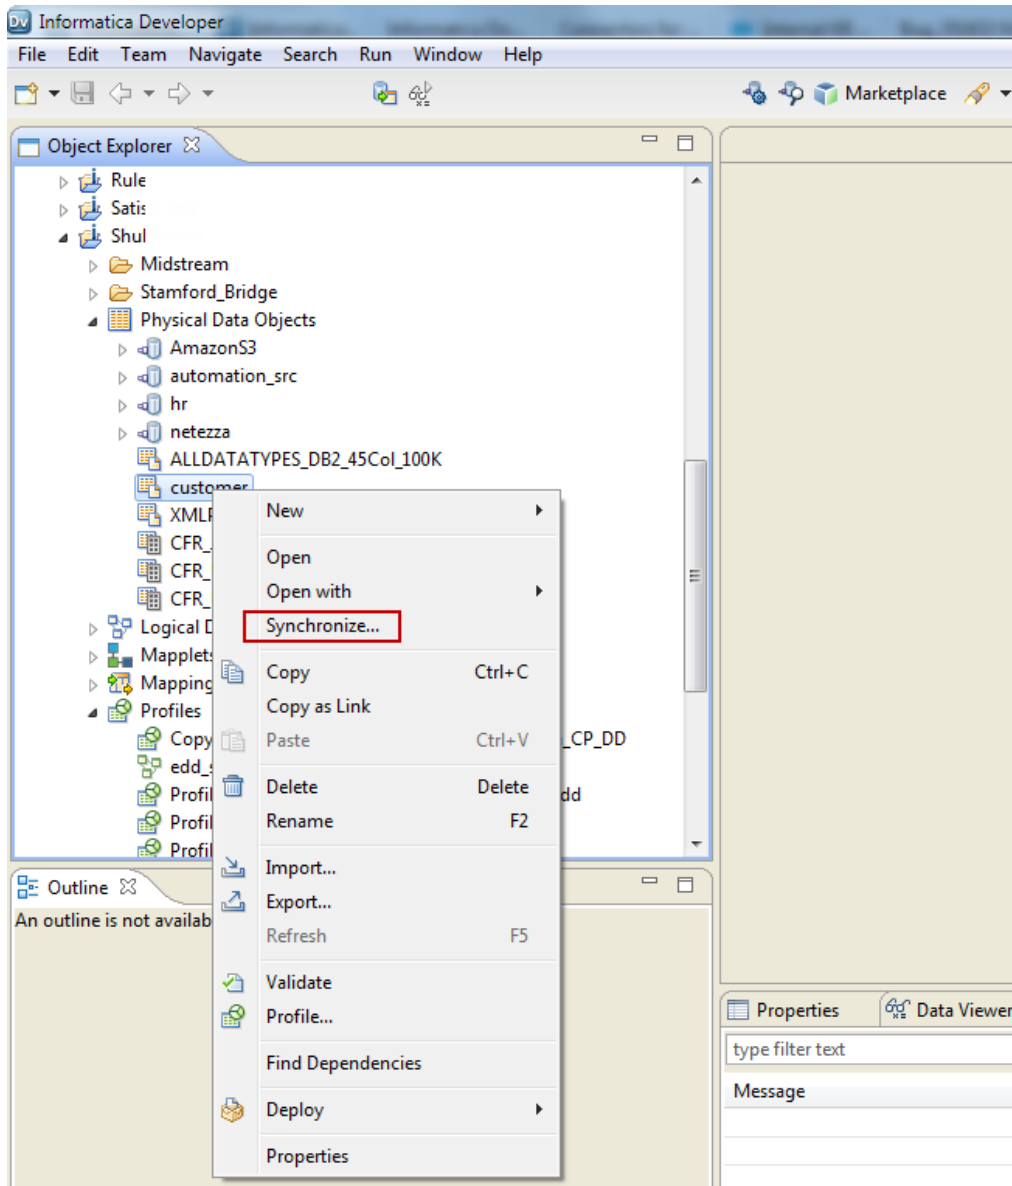 Informatica Developer
File Edit Team Navigate Search Run Window Help
Marketplace
Object Explorer
Rule
Satis
Shul
Midstream
Stamford_Bridge
Physical Data Objects
AmazonS3
automation_src
hr
netezza
ALLDATATYPES_DB2_45Col_100K
customer
XMLF
CFR_
CFR_
CFR_
Logical D
Mapplets
Mapping
Profiles
Copy _CP_DD
edd_s
Profil dd
Profil
Profil
New
Open
Open with
Synchronize...
Copy Ctrl+C
Copy as Link
Paste Ctrl+V
Delete Delete
Rename F2
Import...
Export...
Refresh F5
Validate
Profile...
Find Dependencies
Deploy
Properties
Outline
An outline is not availab
Properties Data Viewer
type filter text
Message